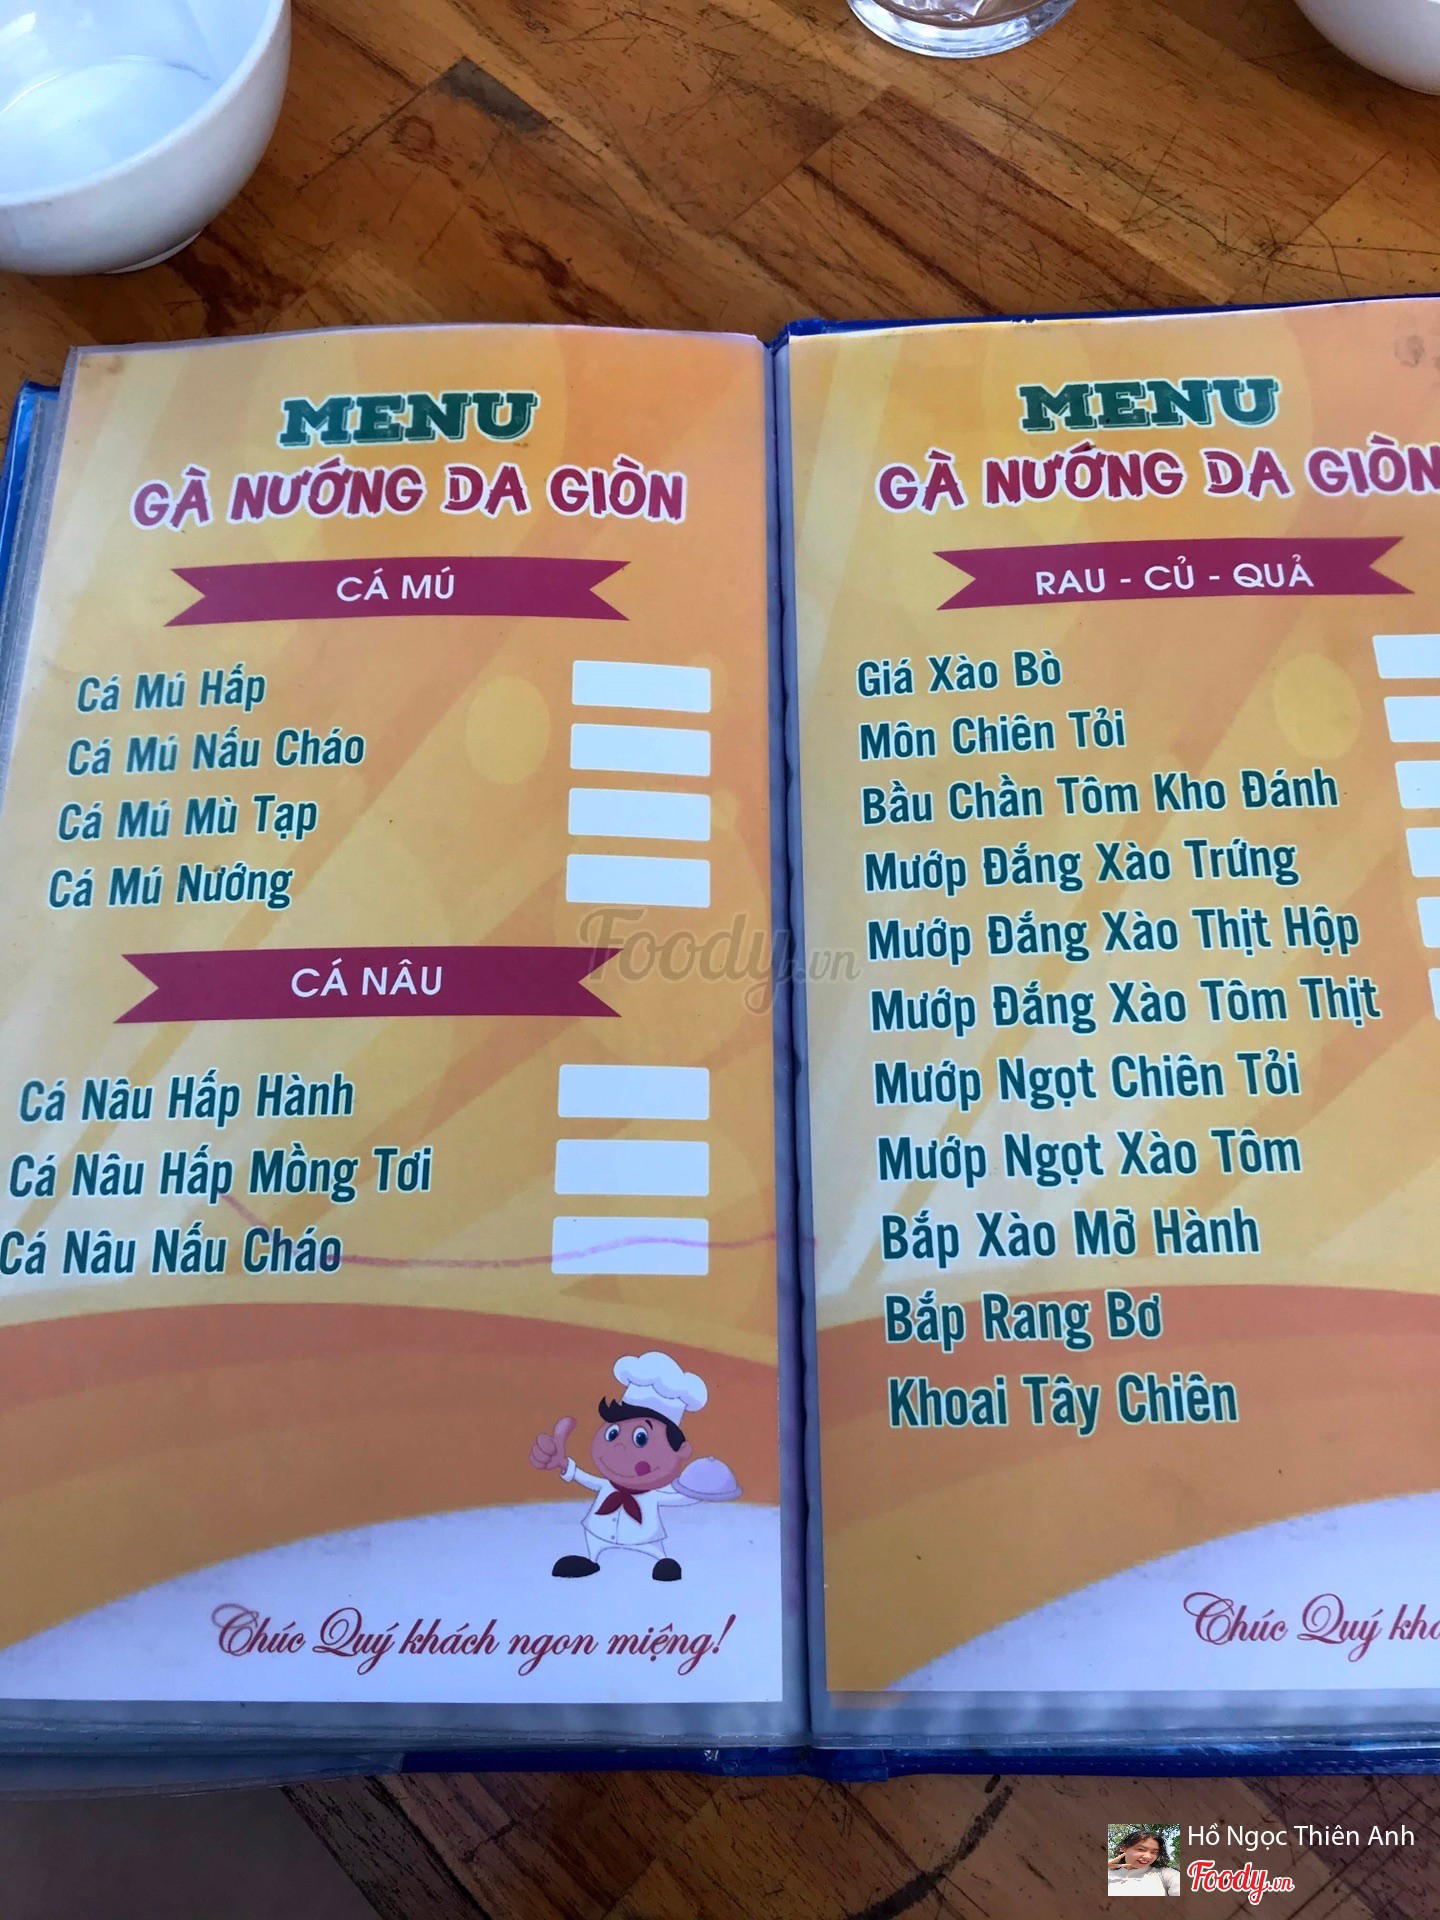 MENU
GÀ NƯỚNG DA GIÒN
CÁ MÚ
Cá Mú Hấp
Cá Mú Nấu Cháo
Cá Mú Mù Tạp
Cá Mú Nướng
CÁ NÂU
Cá Nâu Hấp Hành
Cá Nâu Hấp Mồng Tơi
Cá Nâu Nấu Cháo
Chúc Quý khách ngon miệng!
MENU
GÀ NƯỚNG DA GIÒN
RAU - CỦ - QUẢ
Giá Xào Bò
Môn Chiên Tỏi
Bầu Chần Tôm Kho Đánh
Mướp Đắng Xào Trứng
Mướp Đắng Xào Thịt Hộp
Mướp Đắng Xào Tôm Thịt
Mướp Ngọt Chiên Tỏi
Mướp Ngọt Xào Tôm
Bắp Xào Mỡ Hành
Bắp Rang Bơ
Khoai Tây Chiên
Chúc Quý
Foody.vn
Hồ Ngọc Thiên Anh
Foody.vn